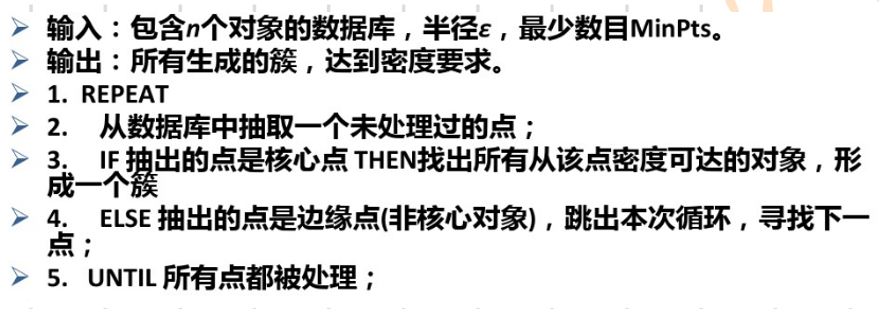 输入：包含n个对象的数据库，半径ε，最少数目MinPts。
输出：所有生成的簇，达到密度要求。
1. REPEAT
2. 从数据库中抽取一个未处理过的点；
3. IF 抽出的点是核心点 THEN找出所有从该点密度可达的对象，形
成一个簇
4. ELSE 抽出的点是边缘点(非核心对象)，跳出本次循环，寻找下一
点；
5. UNTIL 所有点都被处理；